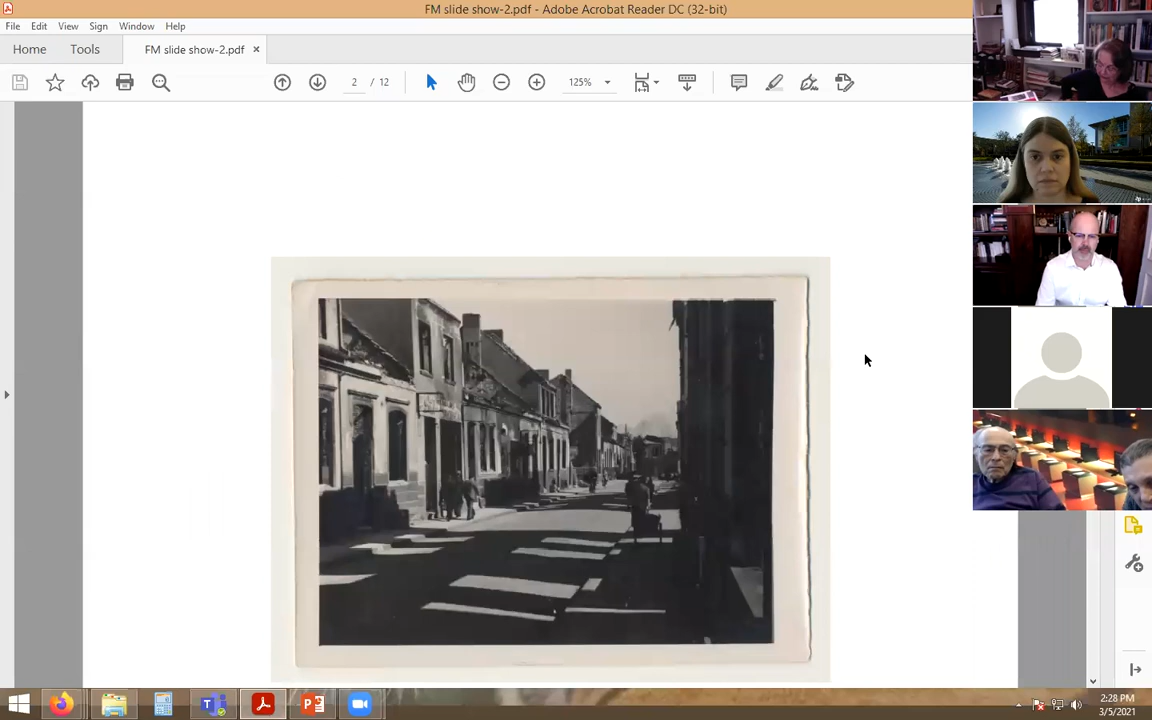 FM slide show-2.pdf - Adobe Acrobat Reader DC (32-bit)
File Edit View Sign Window Help
Home Tools FM slide show-2.pdf ×
2 / 12 125%
2:28 PM
3/5/2021